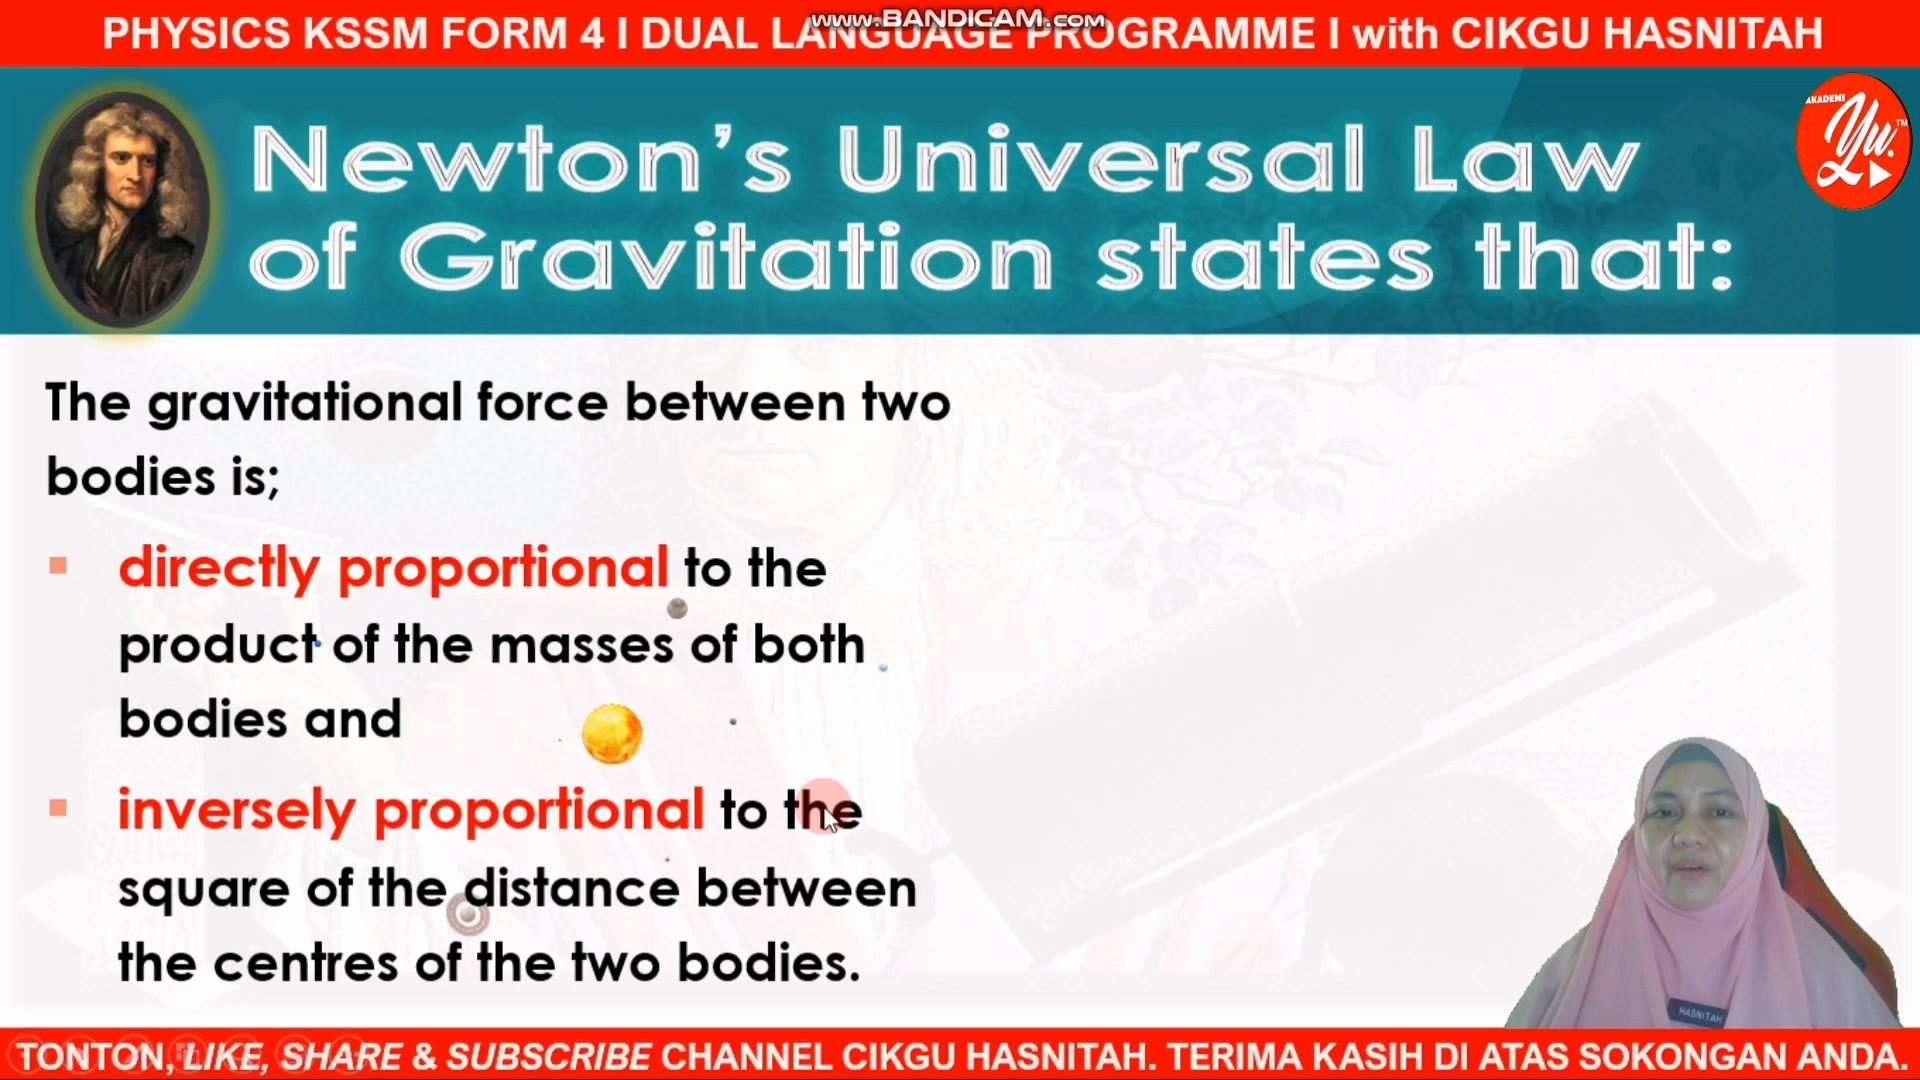 www.BANDICAM.com
PHYSICS KSSM FORM 4 I DUAL LANGUAGE PROGRAMME I with CIKGU HASNITAH
AKADEMI
YuL
TM
Newton's Universal Law
of Gravitation states that:
The gravitational force between two
bodies is;
▪ directly proportional to the
product of the masses of both
bodies and
▪ inversely proportional to the
square of the distance between
the centres of the two bodies.
HASNITAH
TONTON, LIKE, SHARE & SUBSCRIBE CHANNEL CIKGU HASNITAH. TERIMA KASIH DI ATAS SOKONGAN ANDA.